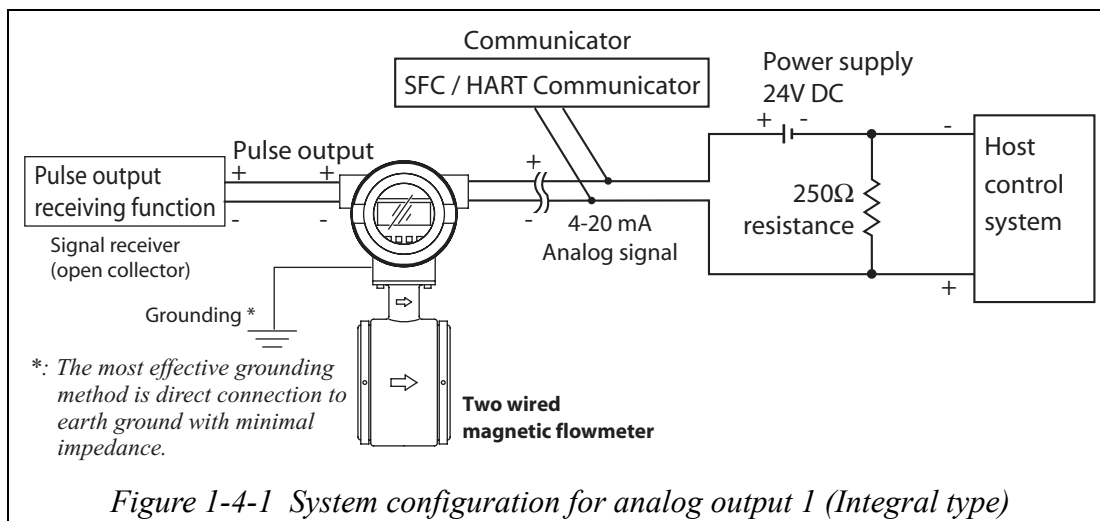 Communicator
SFC / HART Communicator
Power supply
24V DC
+ -
-
Pulse output
receiving function
+
-
Pulse output
+
-
Signal receiver
(open collector)
+
-
4-20 mA
Analog signal
250Ω
resistance
Host
control
system
+
Grounding *
*: The most effective grounding
method is direct connection to
earth ground with minimal
impedance.
Two wired
magnetic flowmeter
Figure 1-4-1 System configuration for analog output 1 (Integral type)